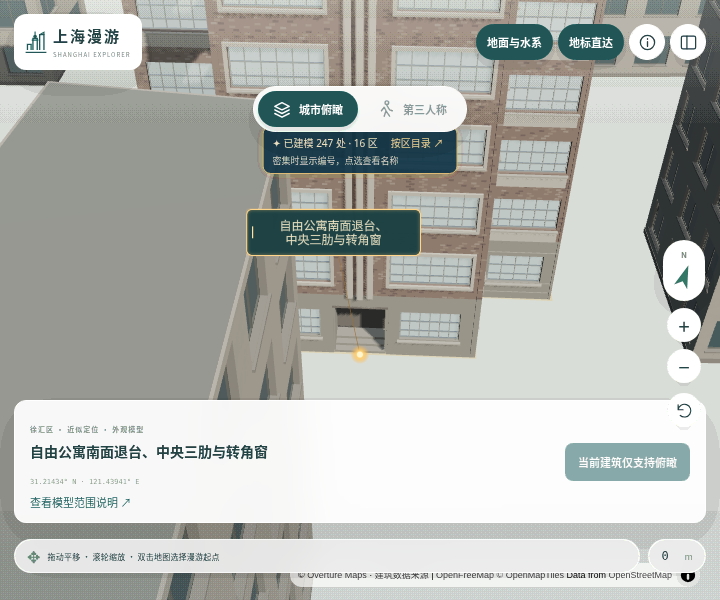 上海漫游
SHANGHAI EXPLORER
地面与水系
地标直达
城市俯瞰
第三人称
✦ 已建模 247 处 · 16 区 按区目录 ↗
密集时显示编号，点选查看名称
自由公寓南面退台、
中央三肋与转角窗
N
+
−
徐汇区 · 近似定位 · 外观模型
自由公寓南面退台、中央三肋与转角窗
31.21434° N · 121.43941° E
查看模型范围说明 ↗
当前建筑仅支持俯瞰
拖动平移 · 滚轮缩放 · 双击地图选择漫游起点
0 m
© Overture Maps · 建筑数据来源 | OpenFreeMap © OpenMapTiles Data from OpenStreetMap